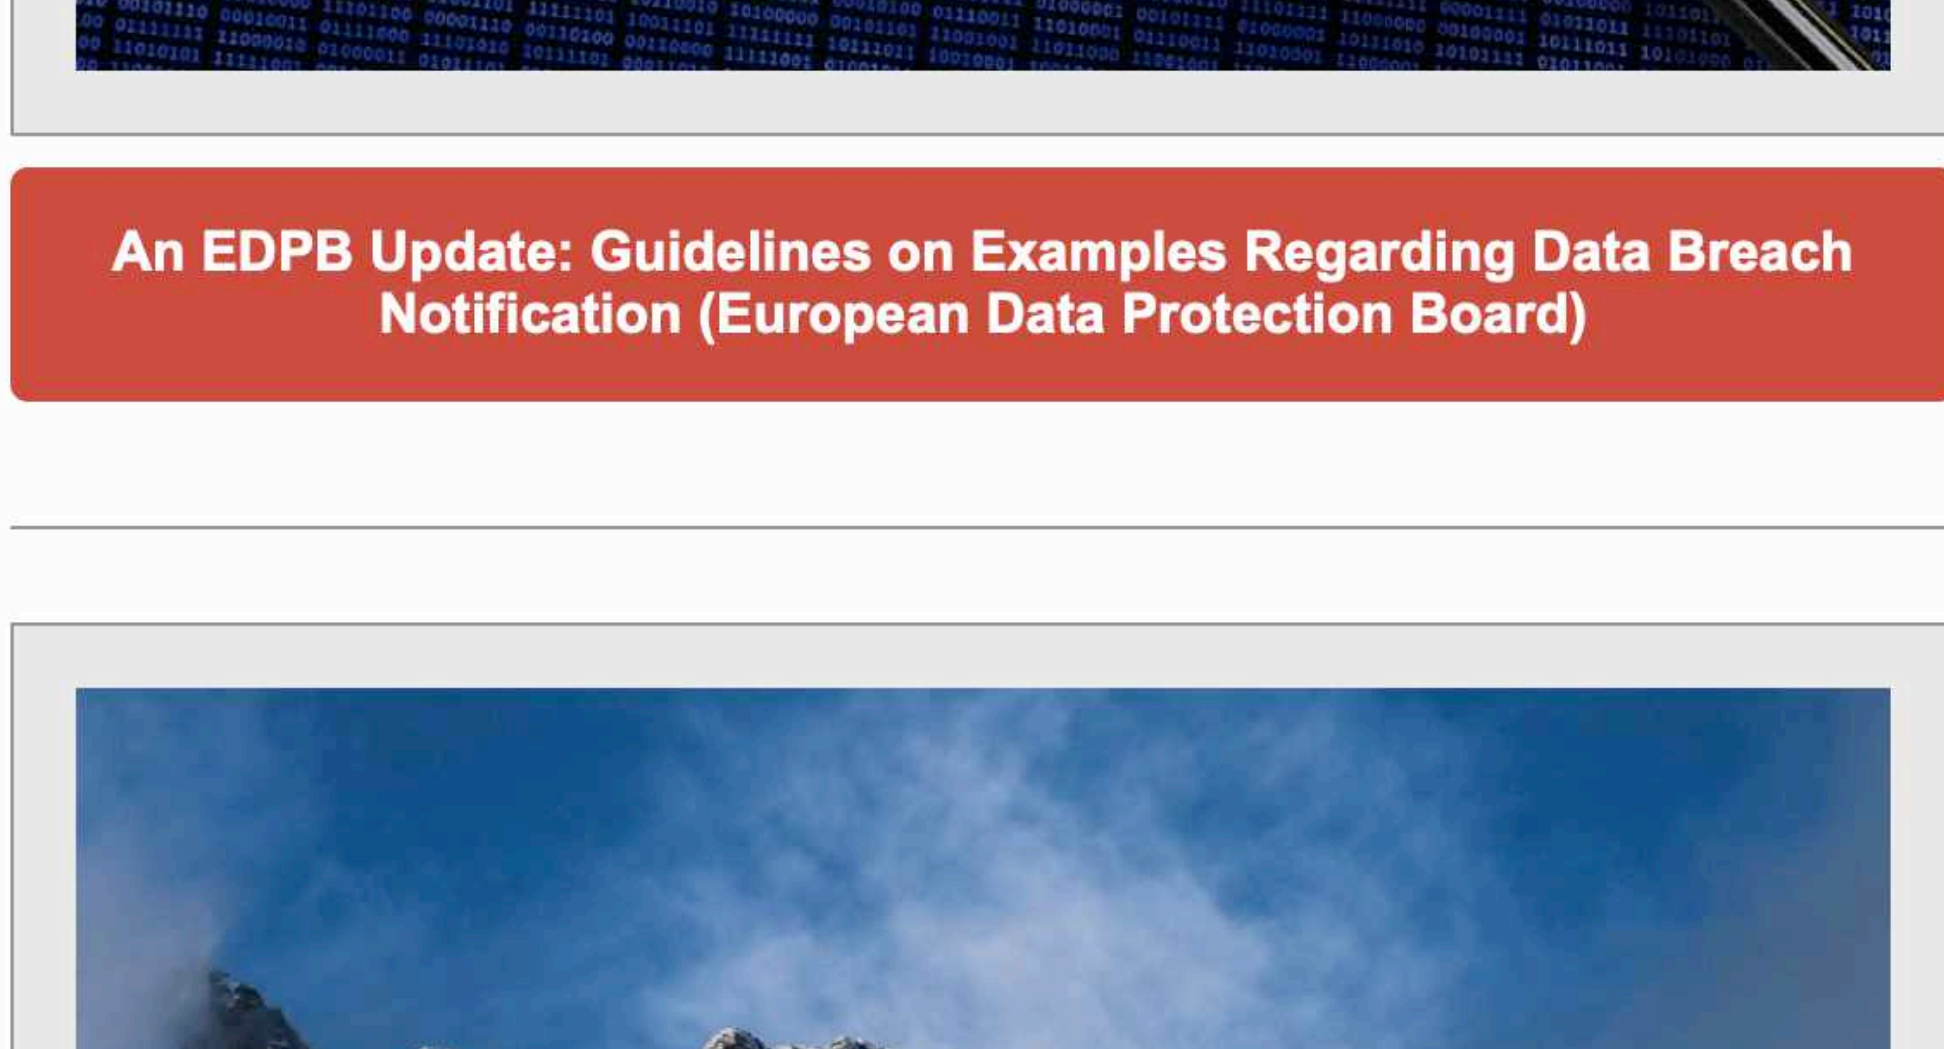 An EDPB Update: Guidelines on Examples Regarding Data Breach
Notification (European Data Protection Board)